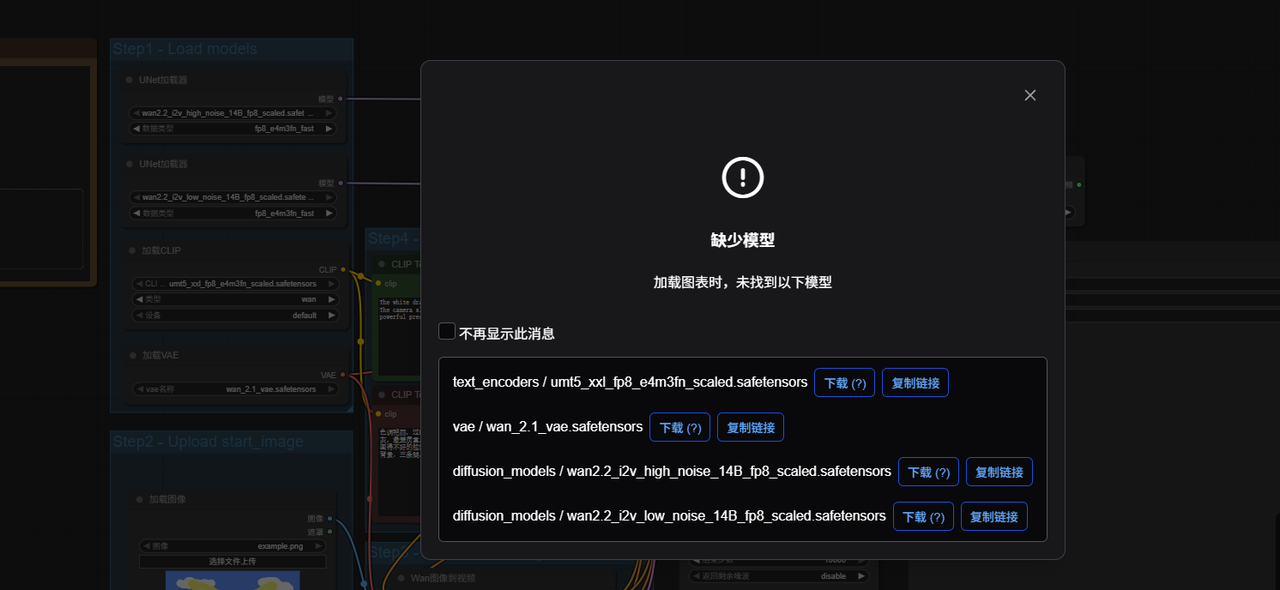 Step1 - Load models
UNet加载器
模型
wan2.2_i2v_high_noise_14B_fp8_scaled.safet ...
数据类型 fp8_e4m3fn_fast
UNet加载器
模型
wan2.2_i2v_low_noise_14B_fp8_scaled.safete ...
数据类型 fp8_e4m3fn_fast
加载CLIP
CLIP
CLI ... umt5_xxl_fp8_e4m3fn_scaled.safetensors
类型 wan
设备 default
加载VAE
VAE
vae名称 wan_2.1_vae.safetensors
Step2 - Upload start_image
加载图像
图像
遮罩
图像 example.png
选择文件上传
Step4 -
CLIP T
clip
The white dra
The camera s
powerful pre
CLIP T
clip
Step3 -
Wan图像到视频
缺少模型
加载图表时，未找到以下模型
不再显示此消息
text_encoders / umt5_xxl_fp8_e4m3fn_scaled.safetensors 下载 (?) 复制链接
vae / wan_2.1_vae.safetensors 下载 (?) 复制链接
diffusion_models / wan2.2_i2v_high_noise_14B_fp8_scaled.safetensors 下载 (?) 复制链接
diffusion_models / wan2.2_i2v_low_noise_14B_fp8_scaled.safetensors 下载 (?) 复制链接
返回剩余噪波 disable